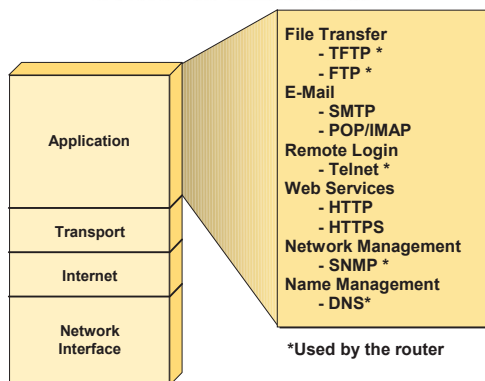 Application
Transport
Internet
Network
Interface
File Transfer
- TFTP *
- FTP *
E-Mail
- SMTP
- POP/IMAP
Remote Login
- Telnet *
Web Services
- HTTP
- HTTPS
Network Management
- SNMP *
Name Management
- DNS*
*Used by the router